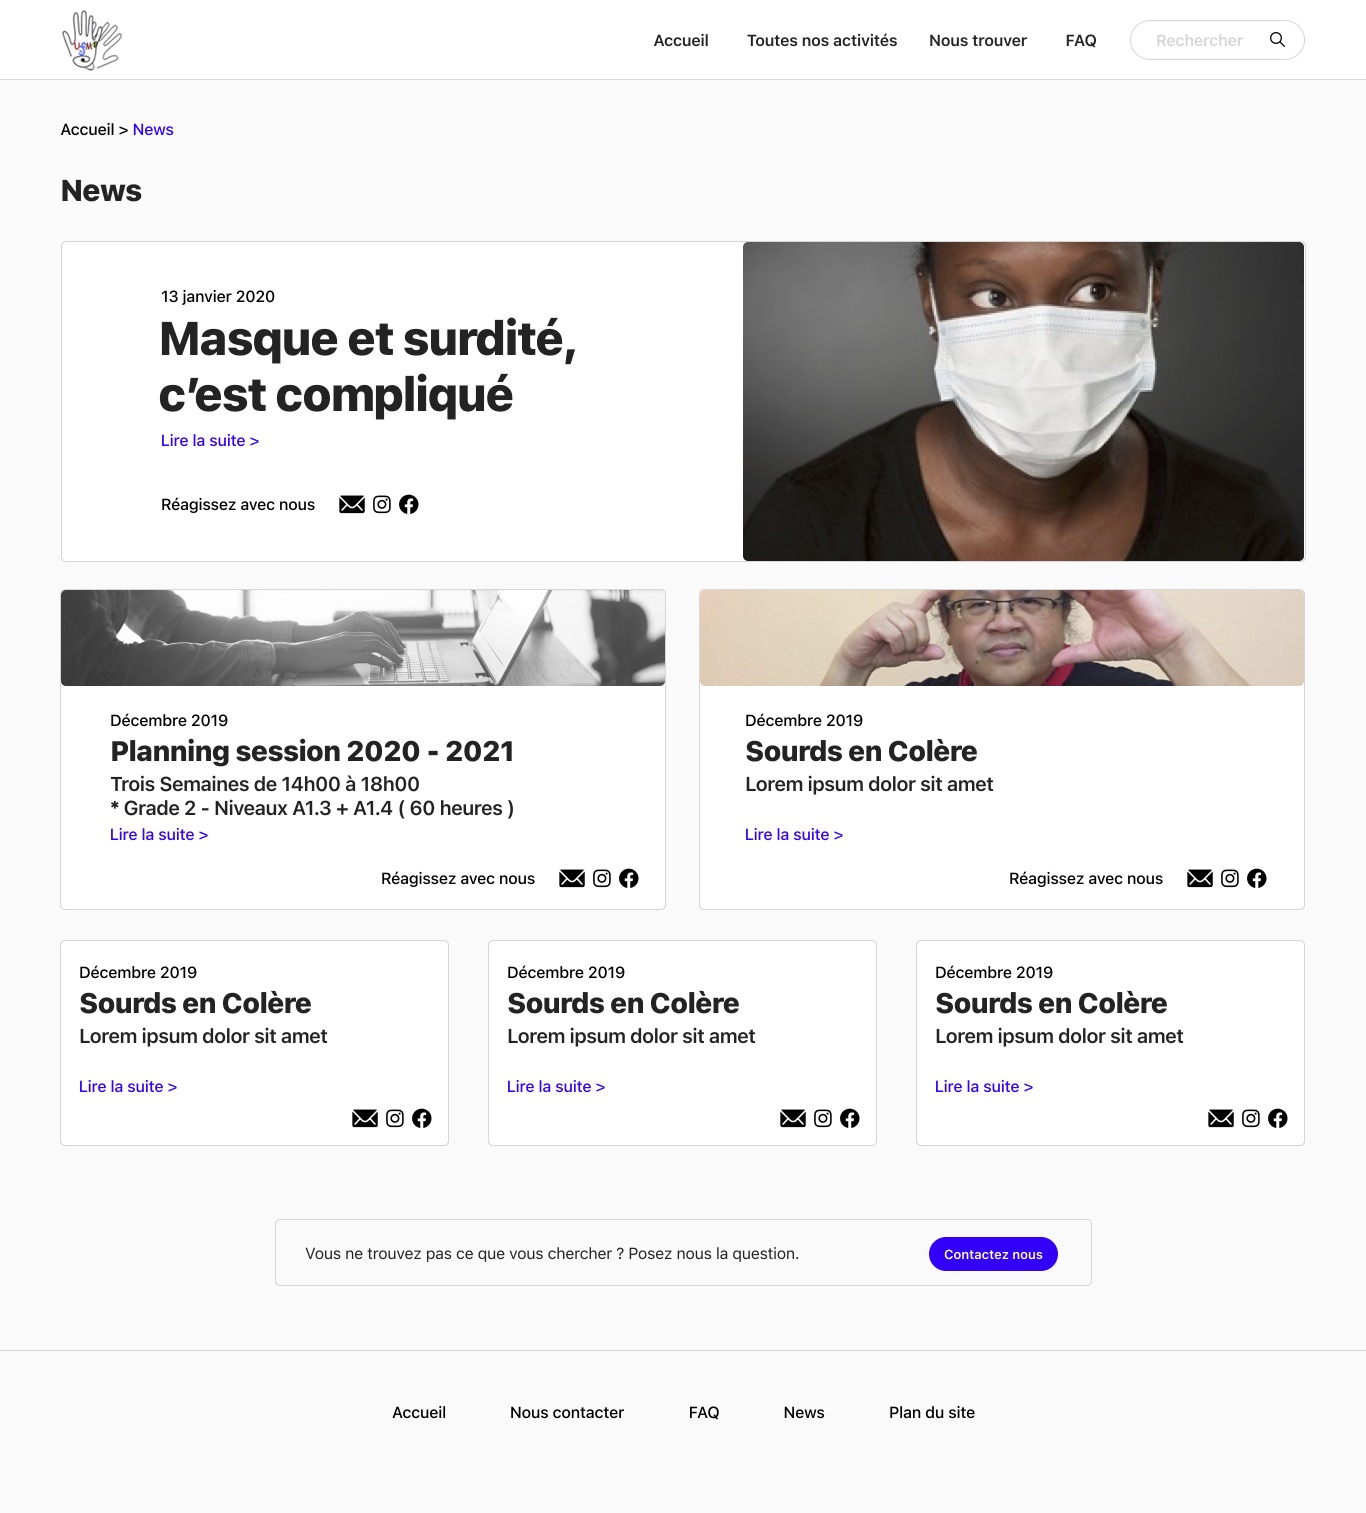 USMB
Accueil
Toutes nos activités
Nous trouver
FAQ
Rechercher
Accueil > News
News
13 janvier 2020
Masque et surdité,
c’est compliqué
Lire la suite >
Réagissez avec nous
Décembre 2019
Planning session 2020 - 2021
Trois Semaines de 14h00 à 18h00
* Grade 2 - Niveaux A1.3 + A1.4 ( 60 heures )
Lire la suite >
Réagissez avec nous
Décembre 2019
Sourds en Colère
Lorem ipsum dolor sit amet
Lire la suite >
Réagissez avec nous
Décembre 2019
Sourds en Colère
Lorem ipsum dolor sit amet
Lire la suite >
Décembre 2019
Sourds en Colère
Lorem ipsum dolor sit amet
Lire la suite >
Décembre 2019
Sourds en Colère
Lorem ipsum dolor sit amet
Lire la suite >
Vous ne trouvez pas ce que vous chercher ? Posez nous la question.
Contactez nous
Accueil
Nous contacter
FAQ
News
Plan du site